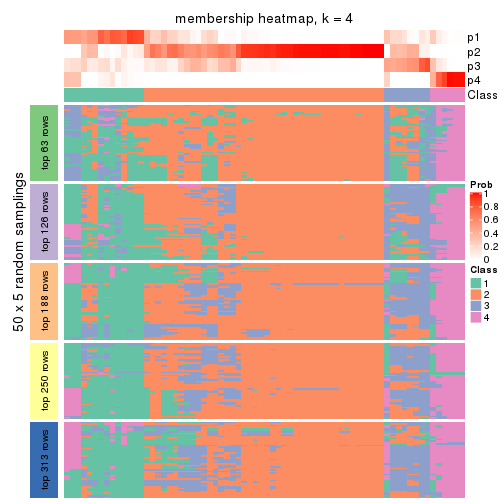 membership heatmap, k = 4
p1
p2
p3
p4
Class
50 x 5 random samplings
top 63 rows
top 126 rows
top 188 rows
top 250 rows
top 313 rows
Prob
1
0.8
0.6
0.4
0.2
0
Class
1
2
3
4